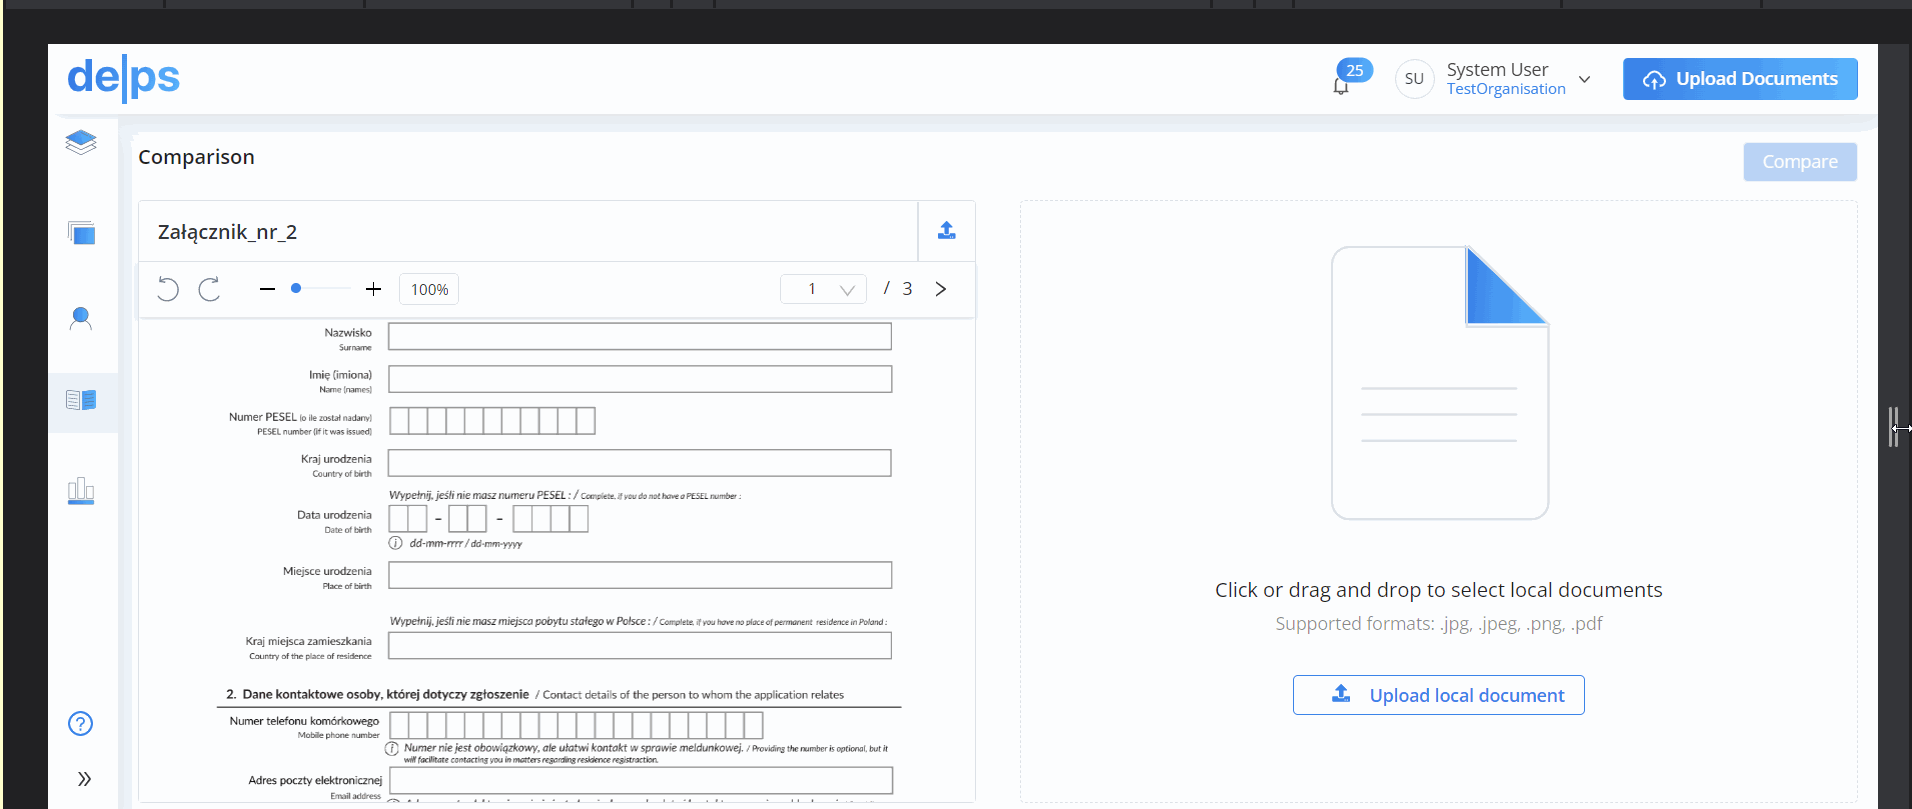 de|ps
25
SU
System User
TestOrganisation
Upload Documents
Comparison
Compare
Załącznik_nr_2
100%
1
/ 3
Nazwisko
Surname
Imię (imiona)
Name (names)
Numer PESEL (o ile został nadany)
PESEL number (if it was issued)
Kraj urodzenia
Country of birth
Wypełnij, jeśli nie masz numeru PESEL : / Complete, if you do not have a PESEL number :
Data urodzenia
Date of birth
- -
dd-mm-rrrr / dd-mm-yyyy
Miejsce urodzenia
Place of birth
Wypełnij, jeśli nie masz miejsca pobytu stałego w Polsce : / Complete, if you have no place of permanent residence in Poland :
Kraj miejsca zamieszkania
Country of the place of residence
2. Dane kontaktowe osoby, której dotyczy zgłoszenie / Contact details of the person to whom the application relates
Numer telefonu komórkowego
Mobile phone number
Numer nie jest obowiązkowy, ale ułatwi kontakt w sprawie meldunkowej. / Providing the number is optional, but it
will facilitate contacting you in matters regarding residence registration.
Adres poczty elektronicznej
Email address
Click or drag and drop to select local documents
Supported formats: .jpg, .jpeg, .png, .pdf
Upload local document